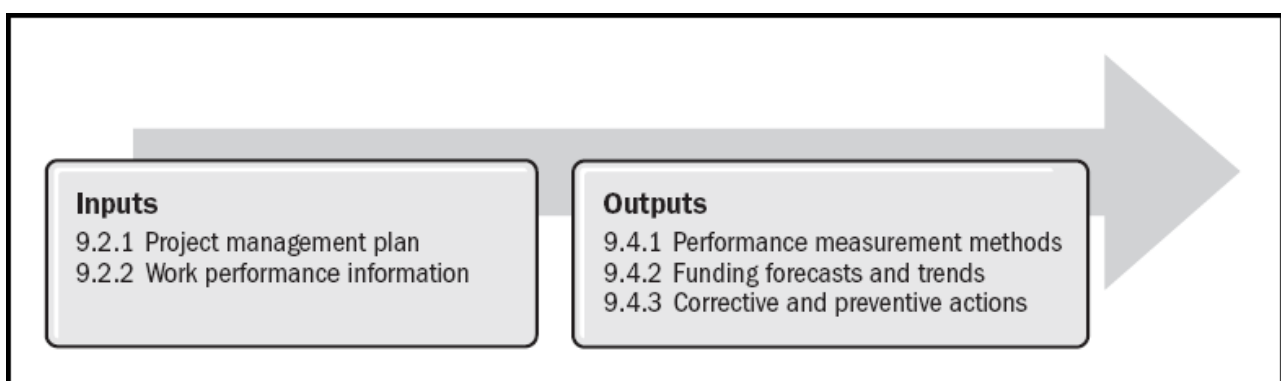 Inputs
9.2.1 Project management plan
9.2.2 Work performance information
Outputs
9.4.1 Performance measurement methods
9.4.2 Funding forecasts and trends
9.4.3 Corrective and preventive actions